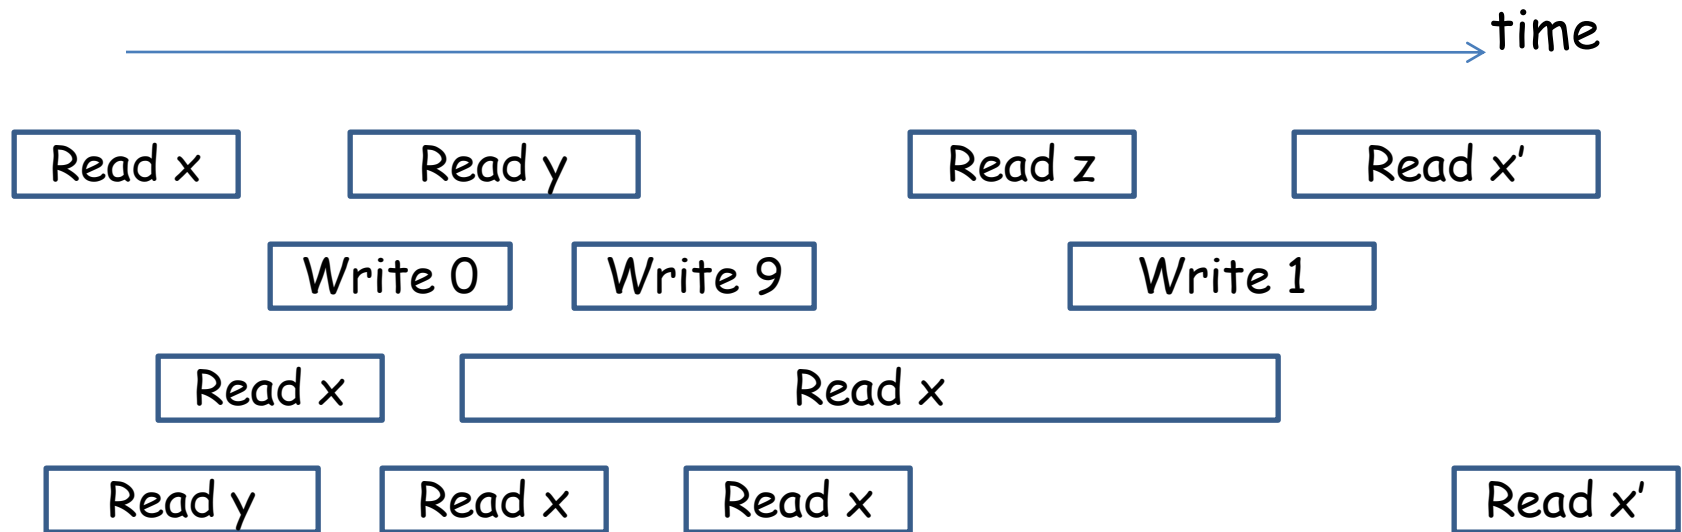 time
Read x Read y Read z Read x'
Write 0 Write 9 Write 1
Read x Read x
Read y Read x Read x Read x'